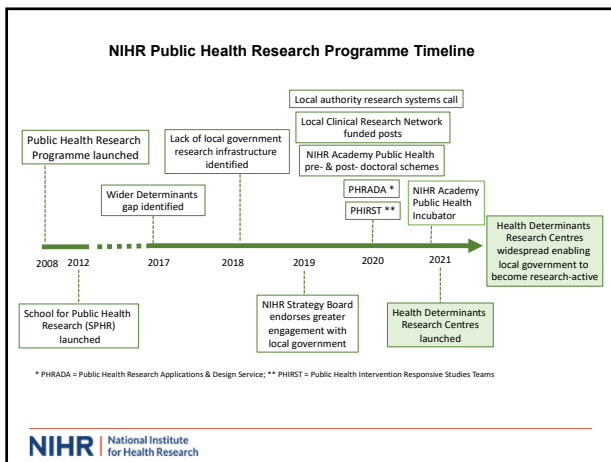 NIHR Public Health Research Programme Timeline
Local authority research systems call
Local Clinical Research Network
funded posts
NIHR Academy Public Health
pre- & post- doctoral schemes
Public Health Research
Programme launched
Lack of local government
research infrastructure
identified
Wider Determinants
gap identified
PHRADA *
PHIRST **
NIHR Academy
Public Health
Incubator
Health Determinants
Research Centres
widespread enabling
local government to
become research-active
2008 2012 2017 2018 2019 2020 2021
School for Public Health
Research (SPHR)
launched
NIHR Strategy Board
endorses greater
engagement with
local government
Health Determinants
Research Centres
launched
* PHRADA = Public Health Research Applications & Design Service; ** PHIRST = Public Health Intervention Responsive Studies Teams
NIHR | National Institute
for Health Research